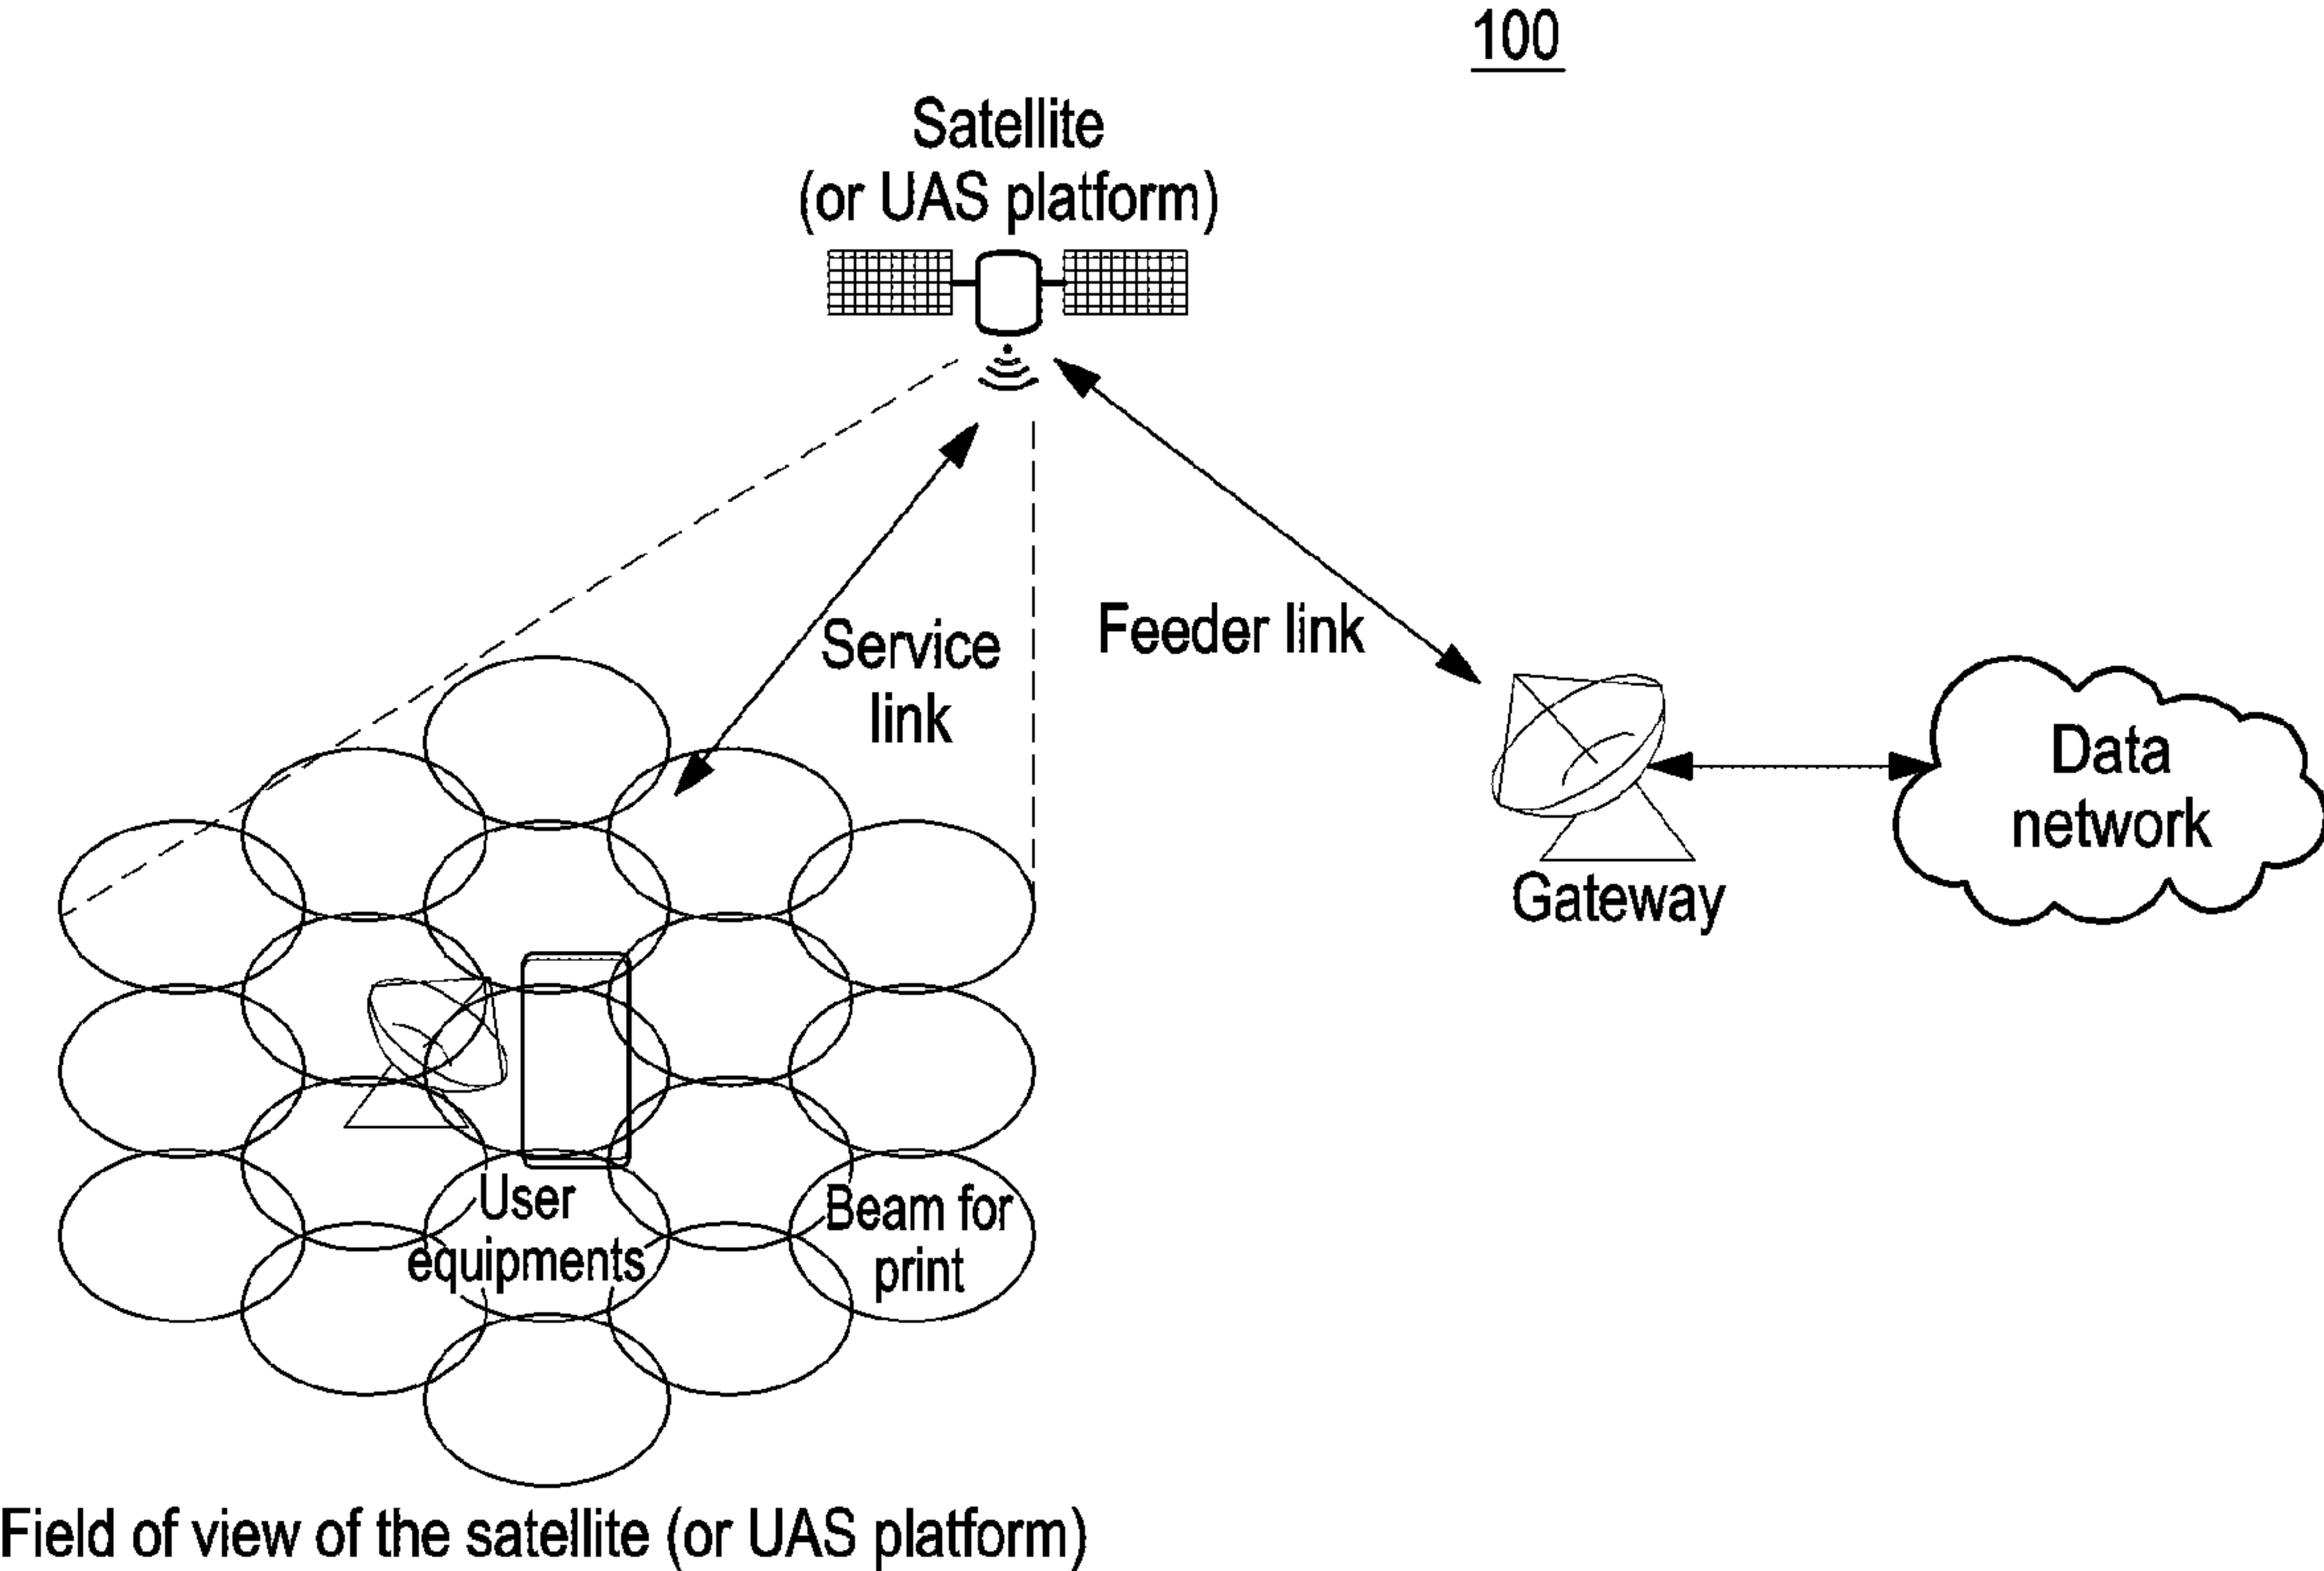 100
Satellite
(or UAS platform)
Service
link
Feeder link
Data
network
Gateway
User
equipments
Beam for
print
Field of view of the satellite (or UAS platform)